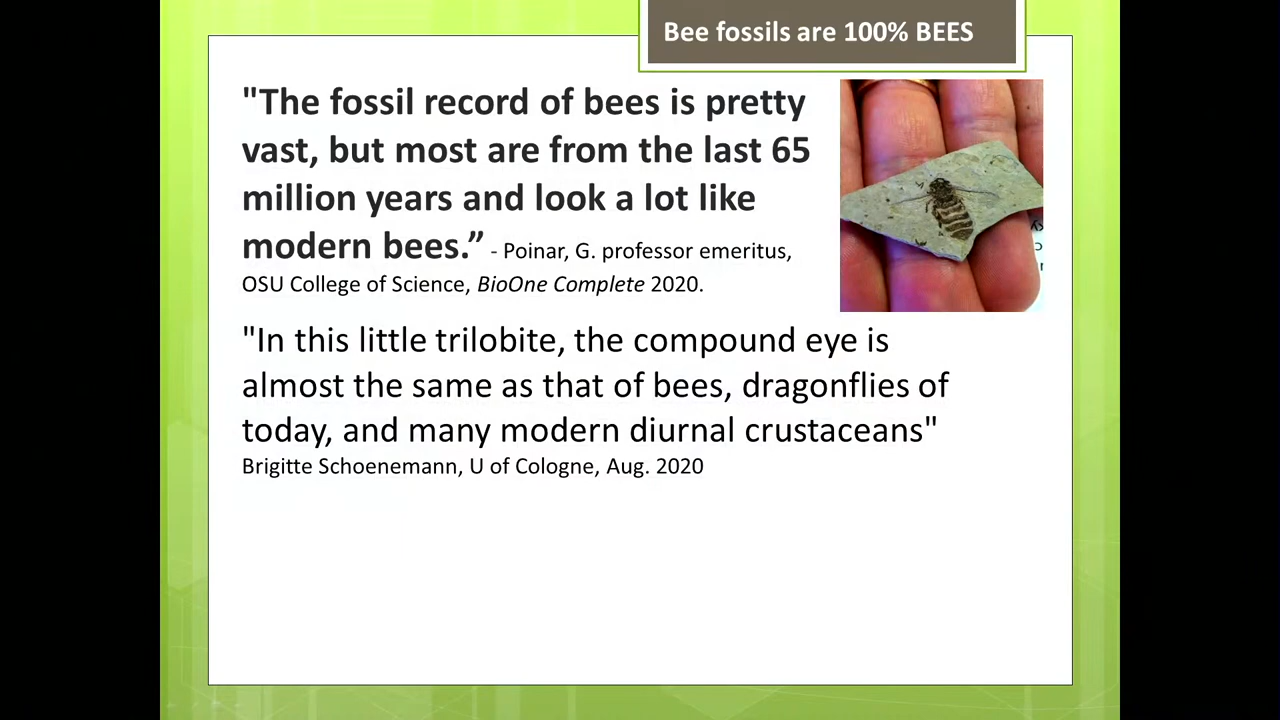 Bee fossils are 100% BEES
"The fossil record of bees is pretty
vast, but most are from the last 65
million years and look a lot like
modern bees.” - Poinar, G. professor emeritus,
OSU College of Science, BioOne Complete 2020.
"In this little trilobite, the compound eye is
almost the same as that of bees, dragonflies of
today, and many modern diurnal crustaceans"
Brigitte Schoenemann, U of Cologne, Aug. 2020